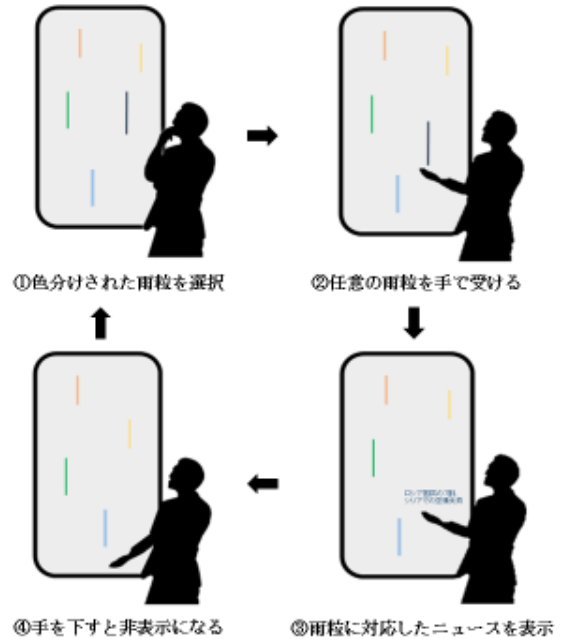 ①色分けされた雨粒を選択
②任意の雨粒を手で受ける
③雨粒に対応したニュースを表示
④手を下すと非表示になる